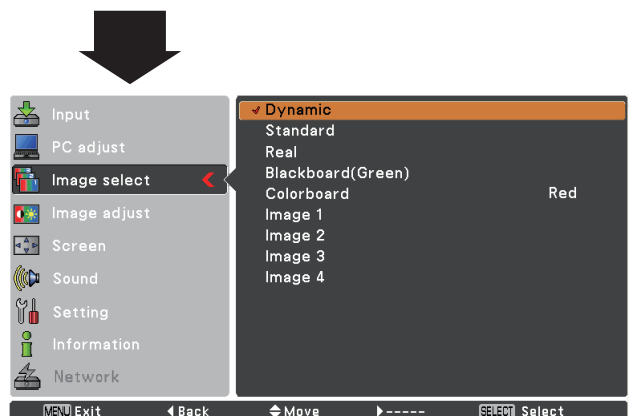 Input
PC adjust
Image select
Image adjust
Screen
Sound
Setting
Information
Network
Dynamic
Standard
Real
Blackboard(Green)
Colorboard Red
Image 1
Image 2
Image 3
Image 4
MENU Exit Back Move ----- SELECT Select